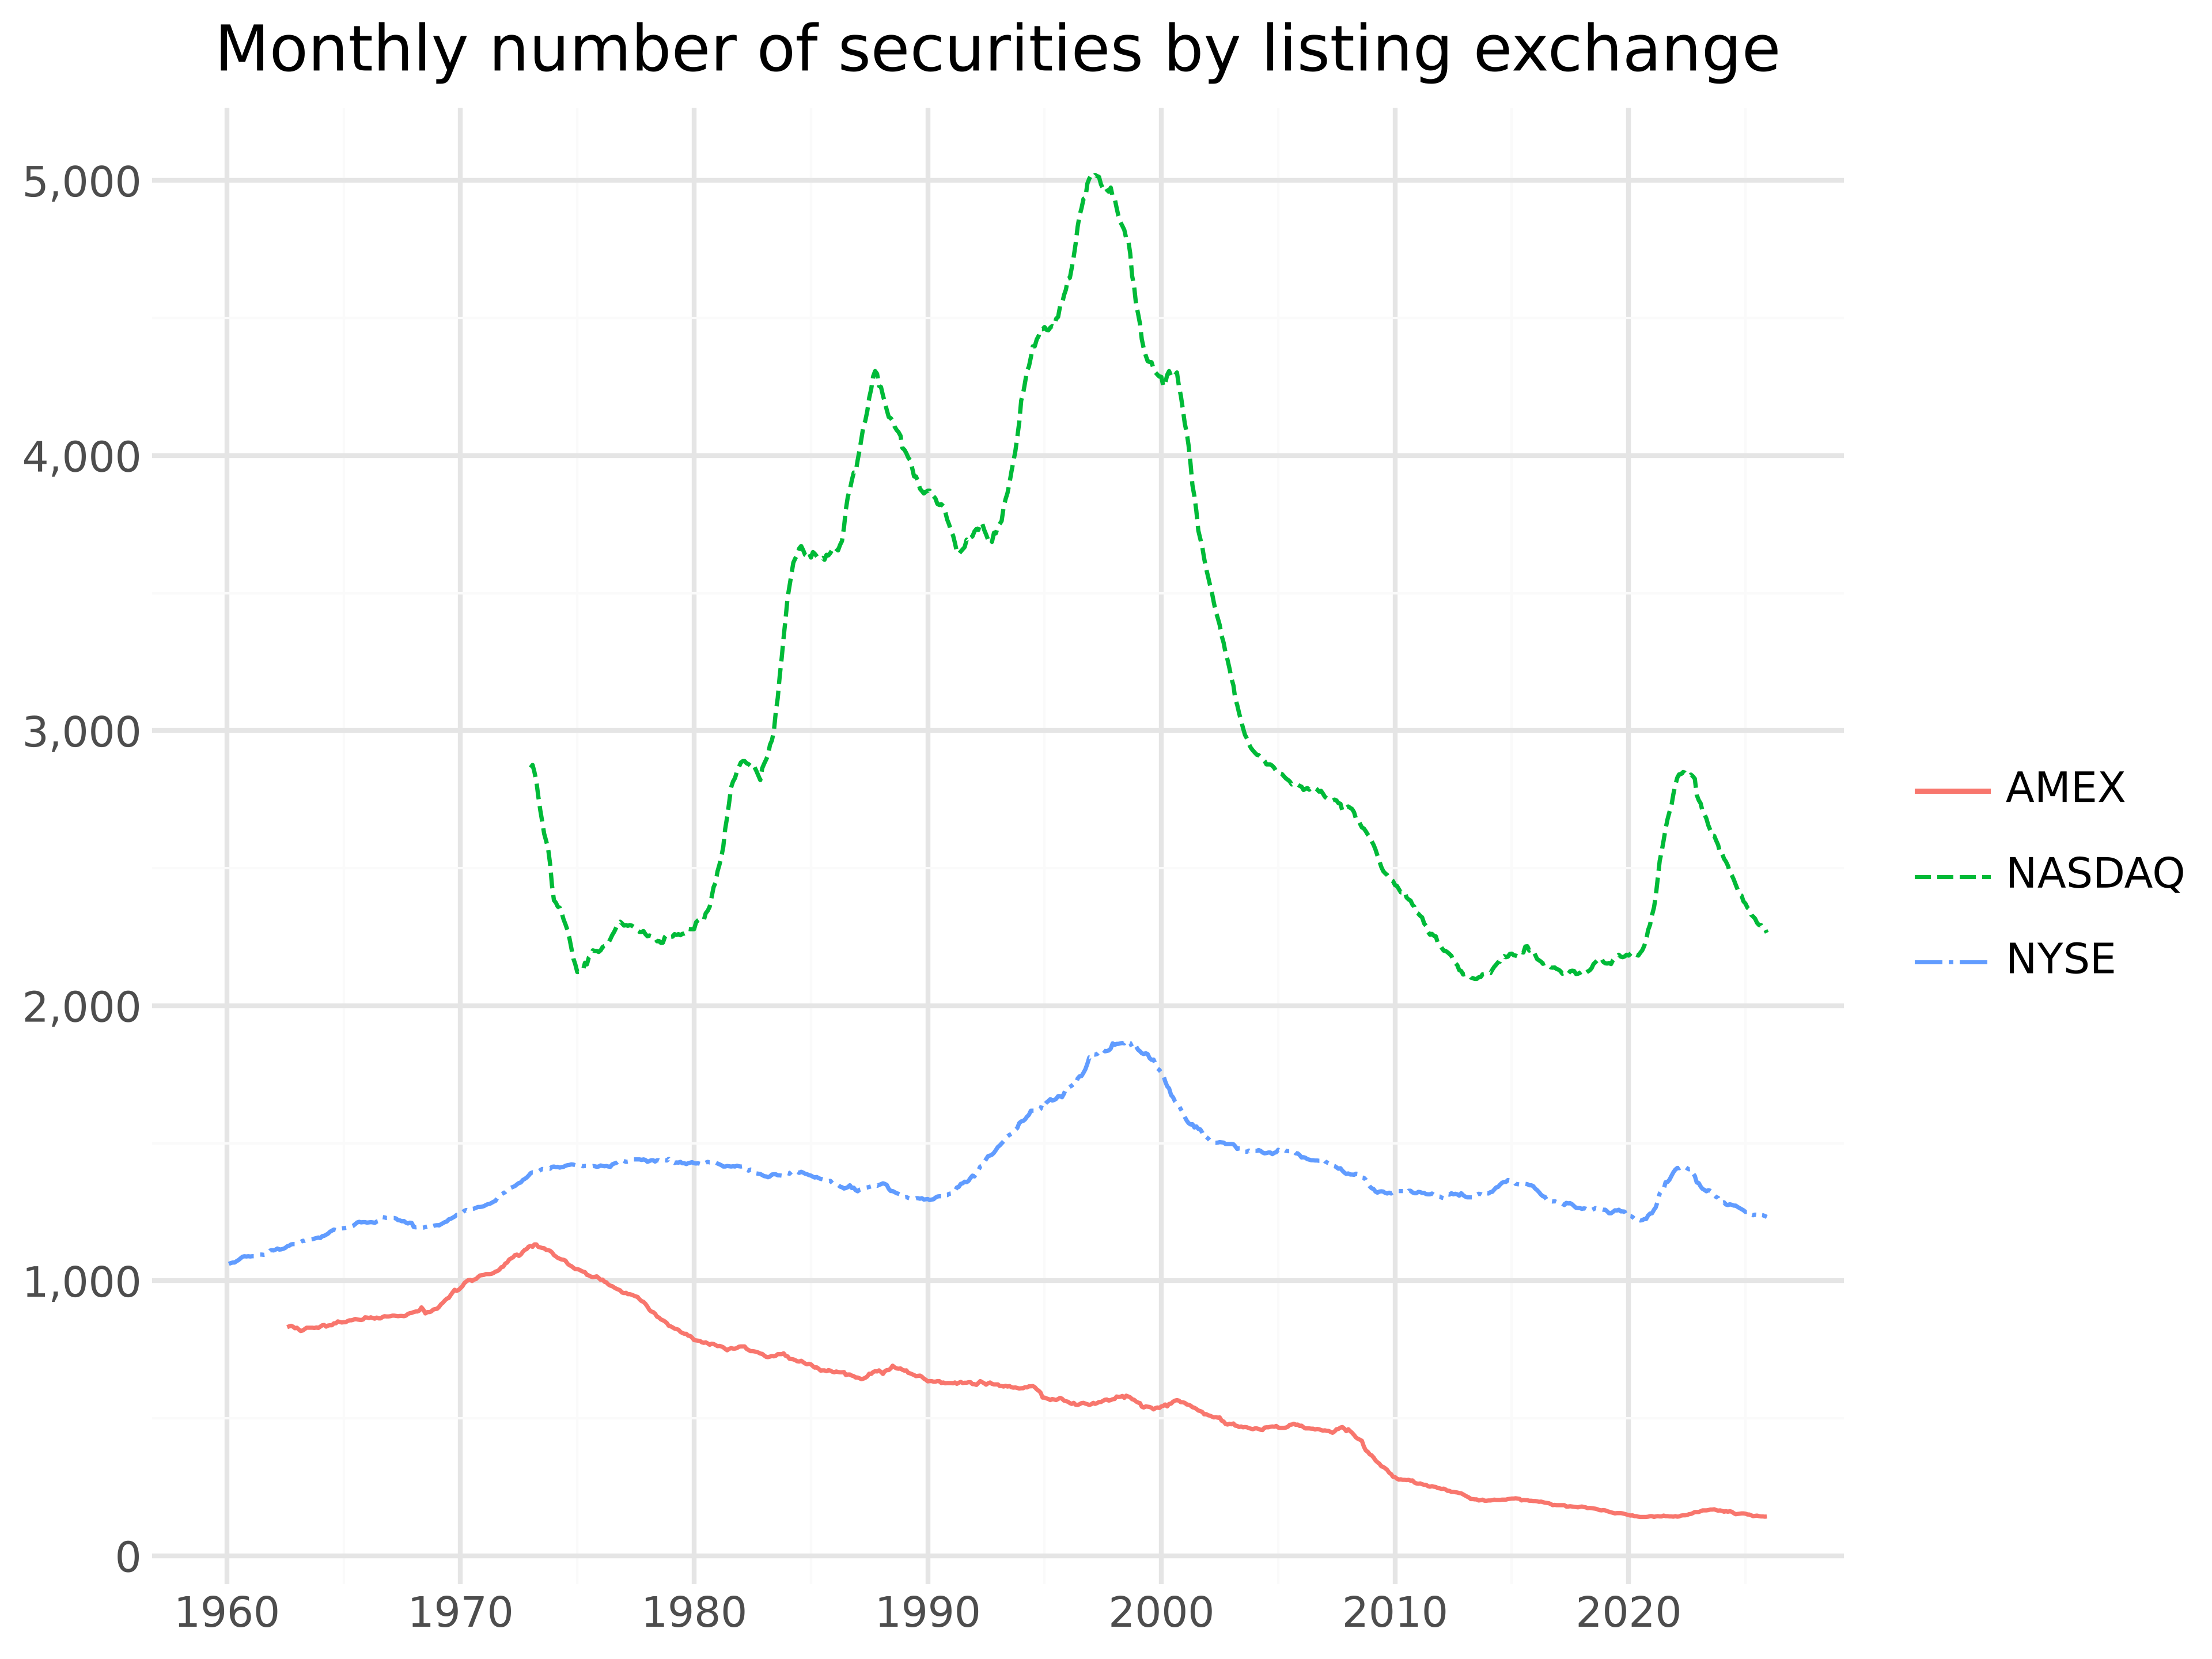 Monthly number of securities by listing exchange
5,000
4,000
3,000
2,000
1,000
0
1960 1970 1980 1990 2000 2010 2020
AMEX
NASDAQ
NYSE